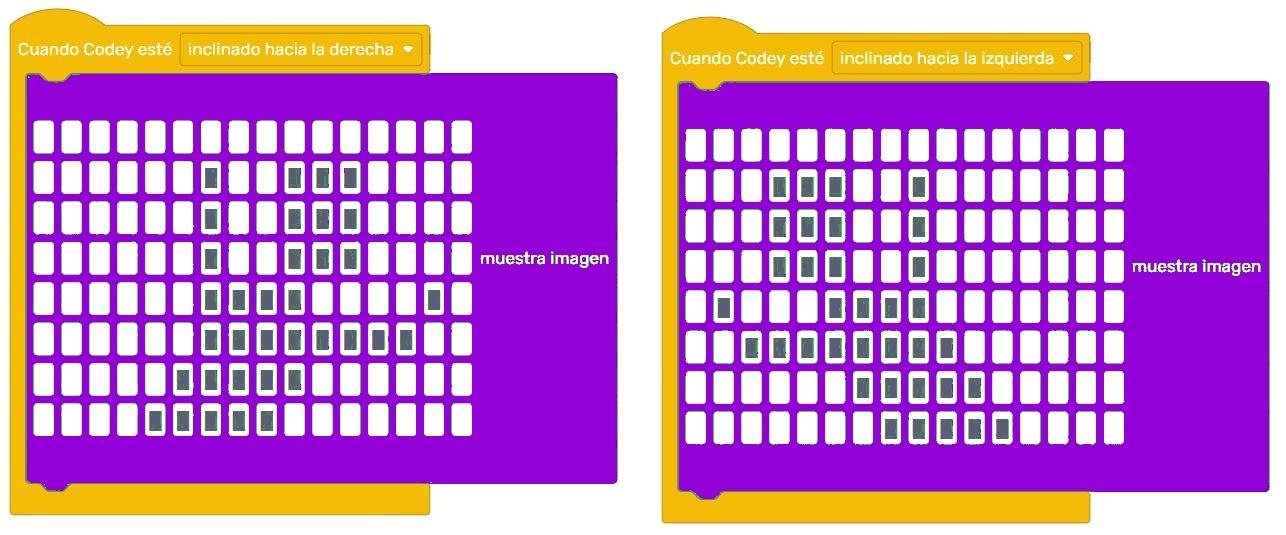 Cuando Codey esté inclinado hacia la derecha
muestra imagen
Cuando Codey esté inclinado hacia la izquierda
muestra imagen